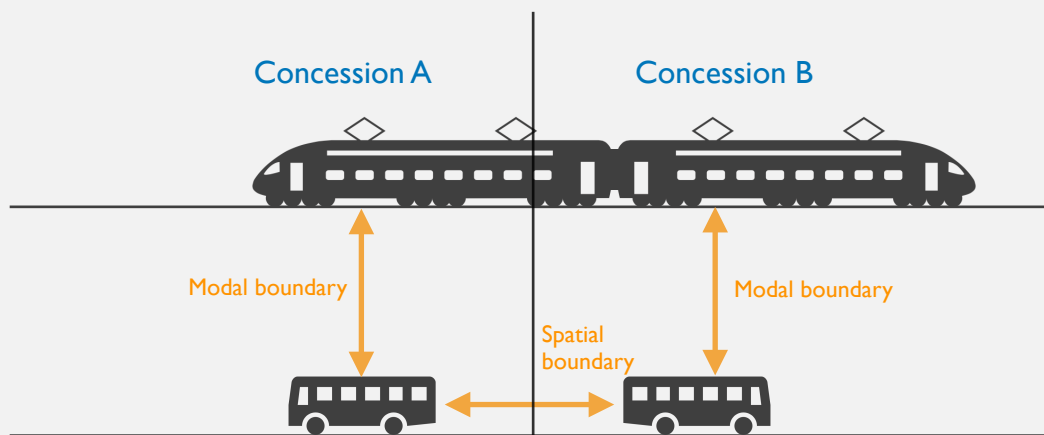 Concession A
Concession B
Modal boundary
Modal boundary
Spatial
boundary